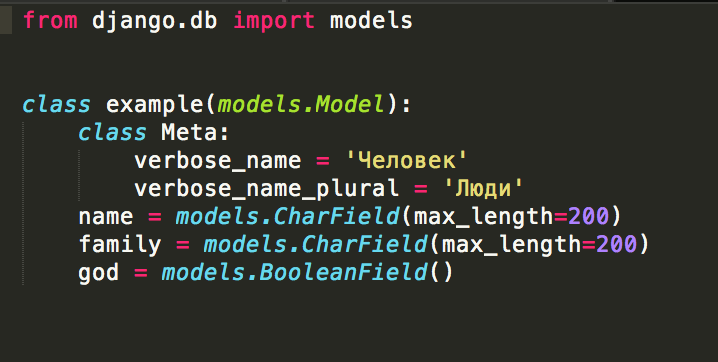 from django.db import models
class example(models.Model):
class Meta:
verbose_name = 'Человек'
verbose_name_plural = 'Люди'
name = models.CharField(max_length=200)
family = models.CharField(max_length=200)
god = models.BooleanField()